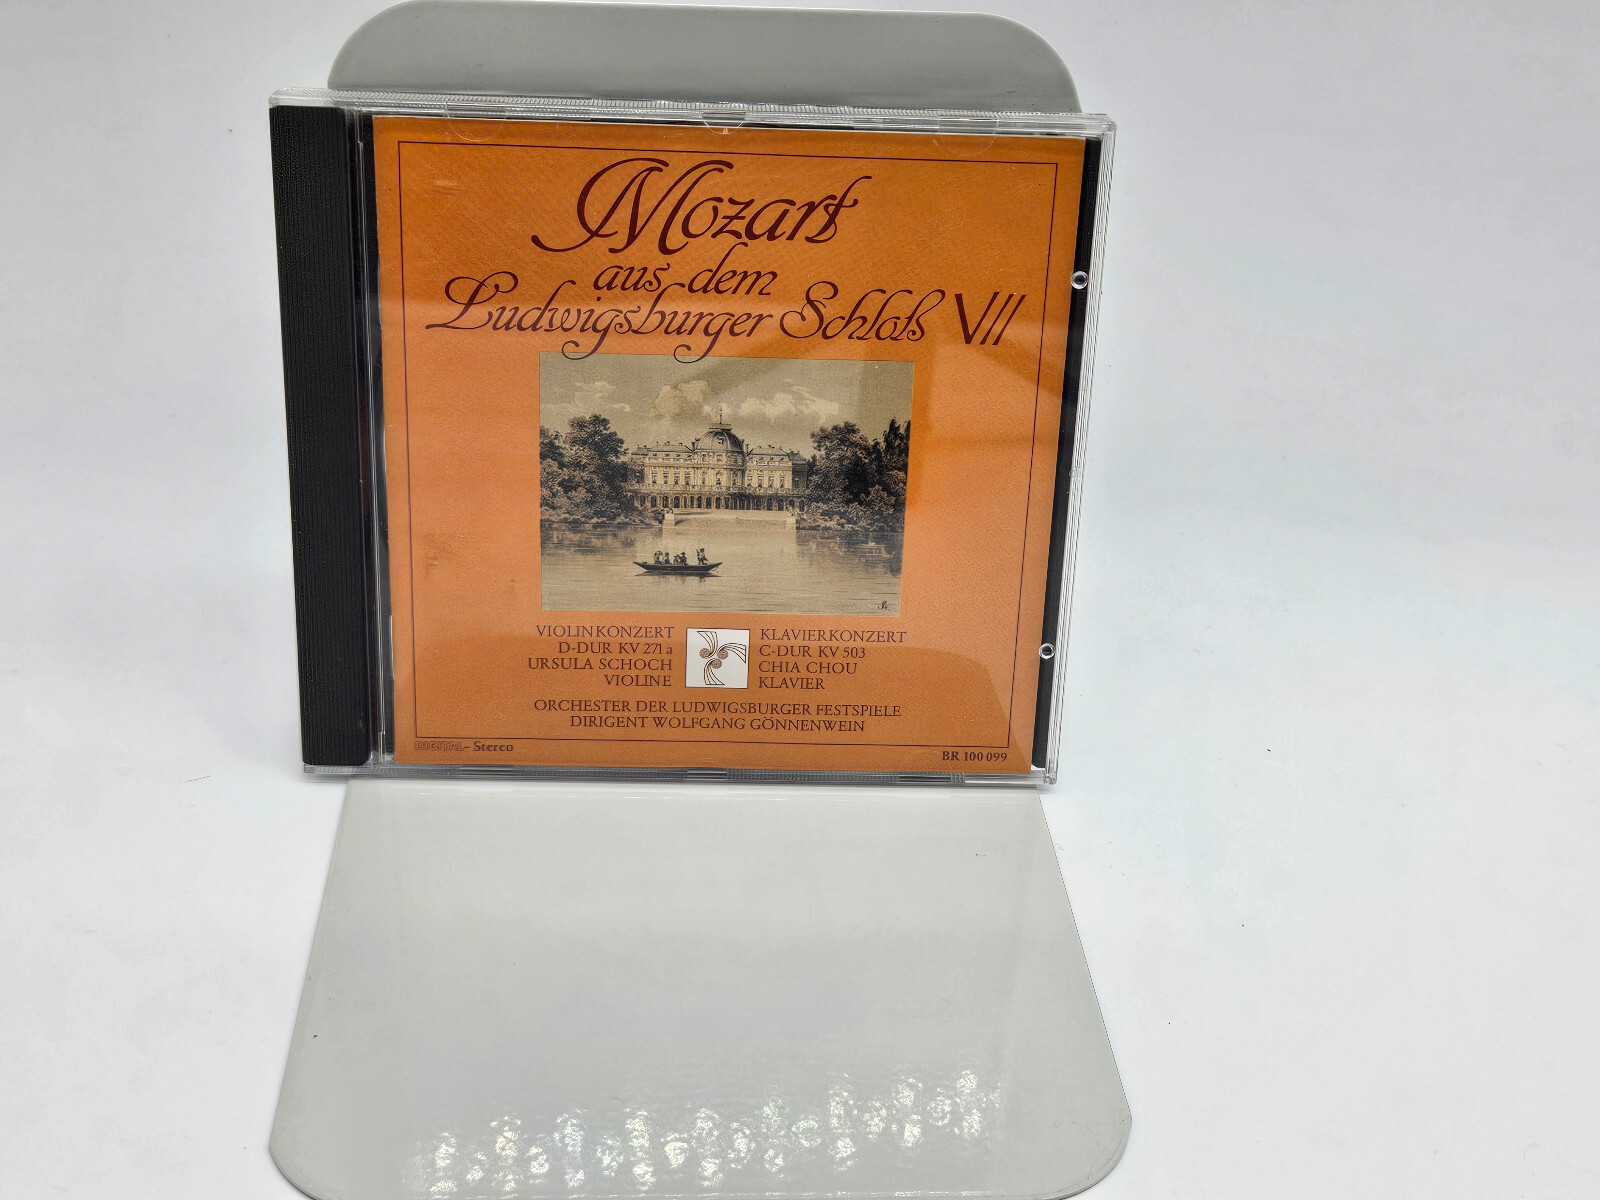 Mozart
aus dem
Ludwigsburger Schloß VII
VIOLINKONZERT
D-DUR KV 271 a
URSULA SCHOCH
VIOLINE
KLAVIERKONZERT
C-DUR KV 503
CHIA CHOU
KLAVIER
ORCHESTER DER LUDWIGSBURGER FESTSPIELE
DIRIGENT WOLFGANG GÖNNENWEIN
DIGITAL-Stereo
BR 100 099